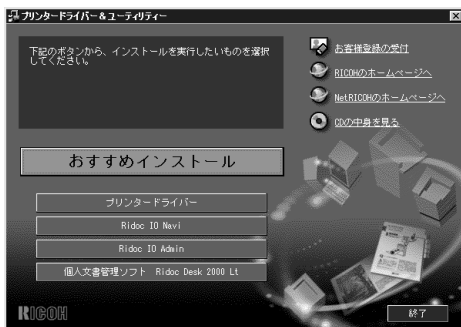 プリンタードライバー＆ユーティリティー
下記のボタンから、インストールを実行したいものを選択
してください。
お客様登録の受付
RICOHのホームページへ
NetRICOHのホームページへ
CDの中身を見る
おすすめインストール
プリンタードライバー
Ridoc IO Navi
Ridoc IO Admin
個人文書管理ソフト Ridoc Desk 2000 Lt
RICOH
終了